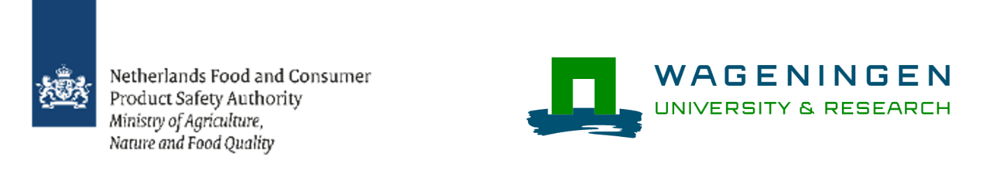 Netherlands Food and Consumer
Product Safety Authority
Ministry of Agriculture,
Nature and Food Quality
WAGENINGEN
UNIVERSITY & RESEARCH